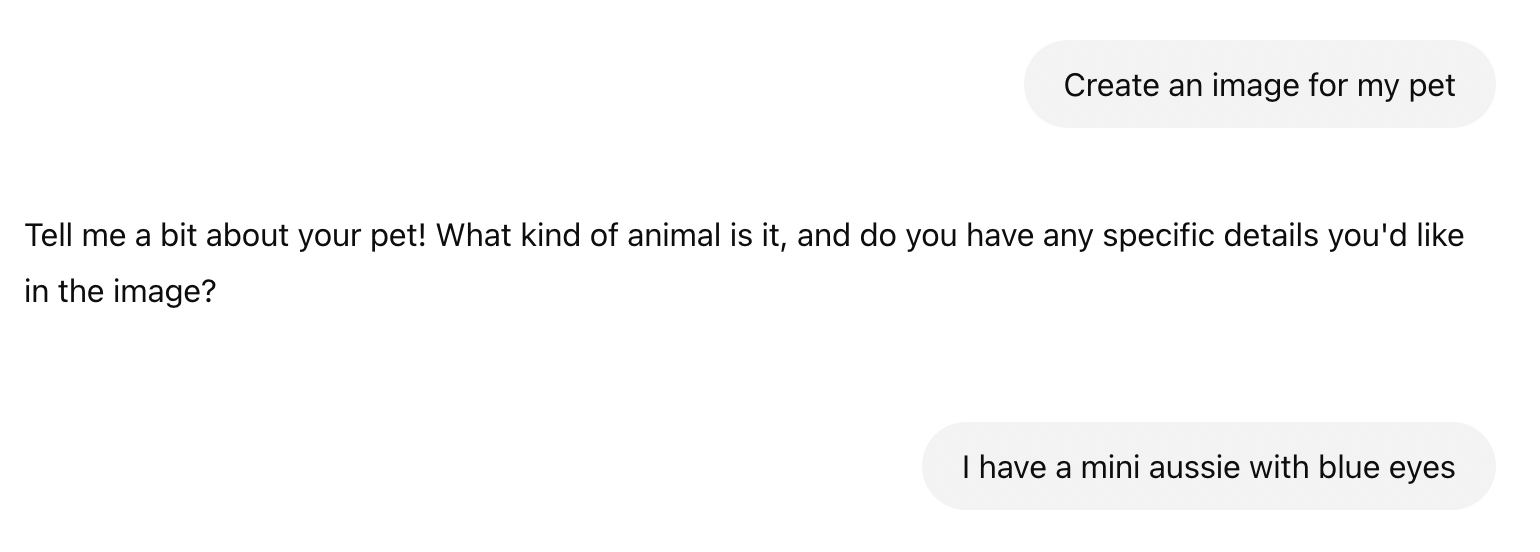 Create an image for my pet
Tell me a bit about your pet! What kind of animal is it, and do you have any specific details you'd like
in the image?
I have a mini aussie with blue eyes